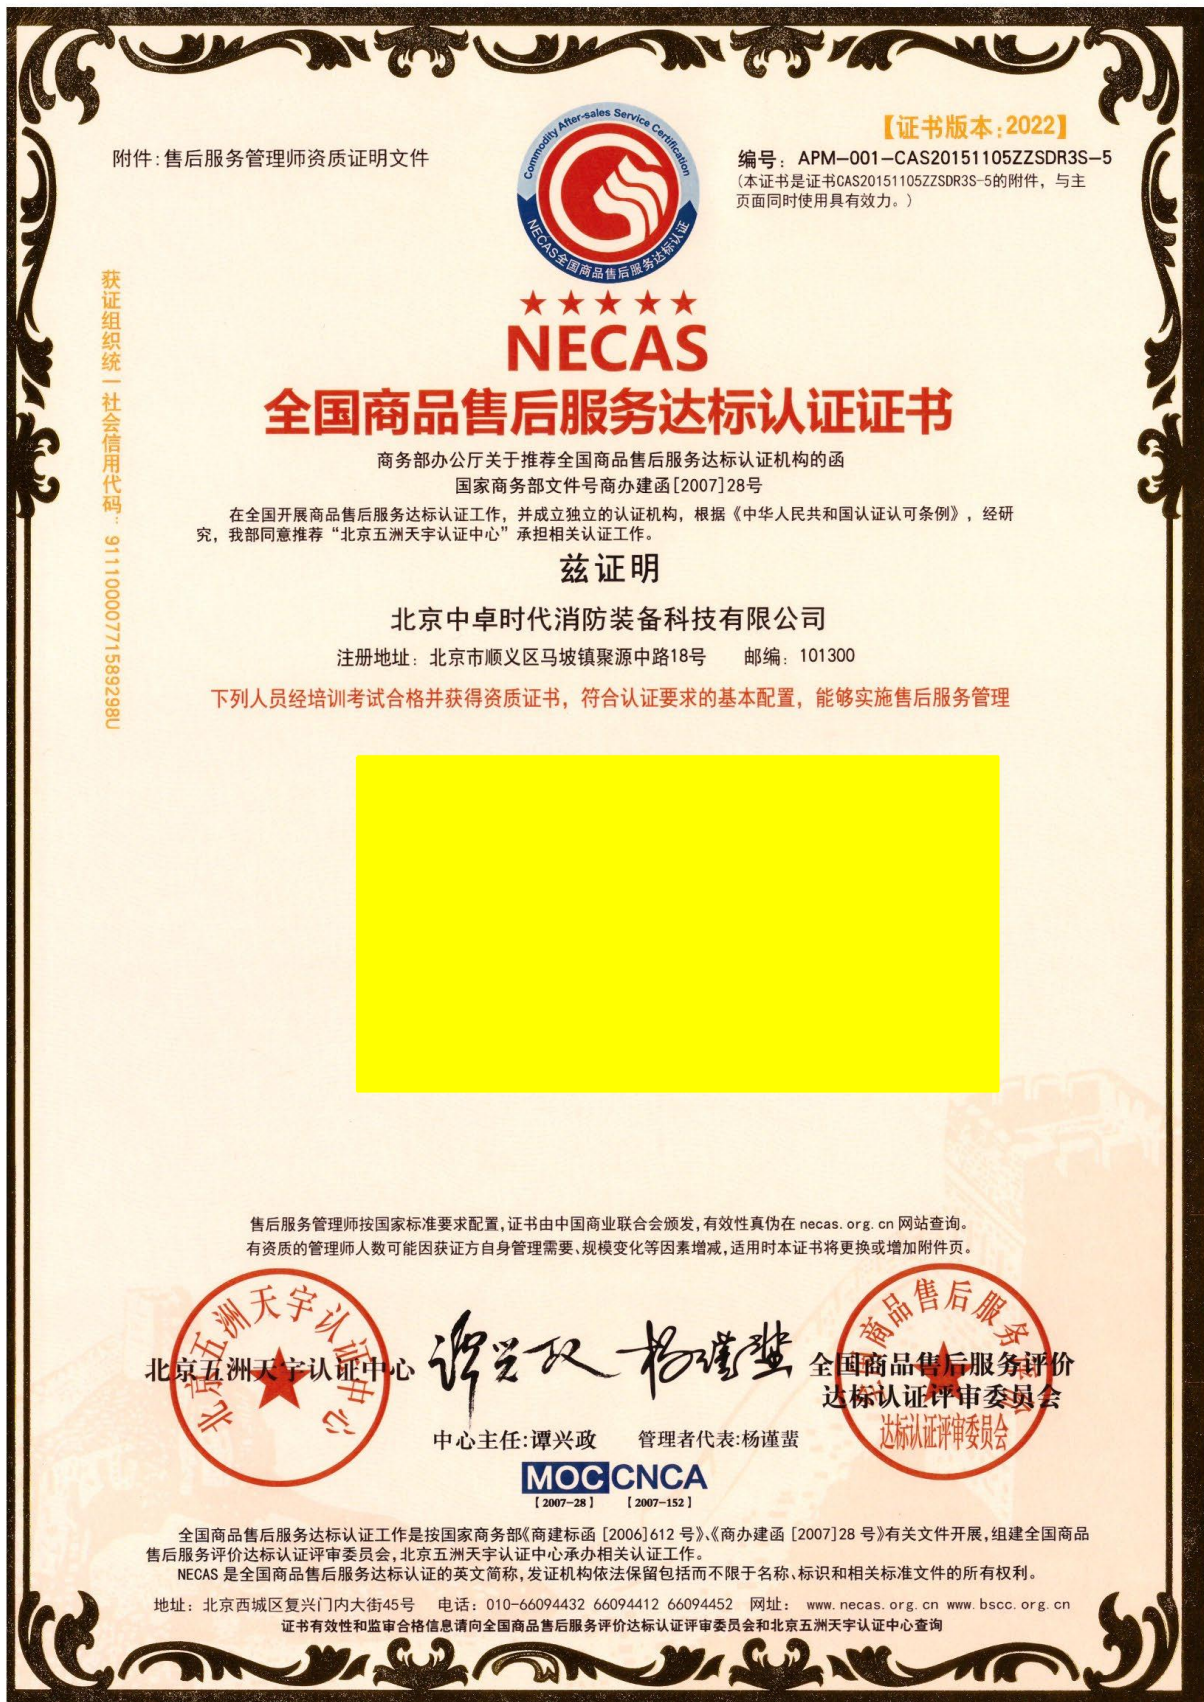 附件:售后服务管理师资质证明文件
Commodity After-sales Service Certification
NECAS全国商品售后服务达标认证
【证书版本:2022】
编号：APM-001-CAS20151105ZZSDR3S-5
(本证书是证书CAS20151105ZZSDR3S-5的附件，与主
页面同时使用具有效力。)
获证组织统一社会信用代码：91110000771589298U
NECAS
全国商品售后服务达标认证证书
商务部办公厅关于推荐全国商品售后服务达标认证机构的函
国家商务部文件号商办建函[2007]28号
在全国开展商品售后服务达标认证工作，并成立独立的认证机构，根据《中华人民共和国认证认可条例》，经研
究，我部同意推荐“北京五洲天宇认证中心”承担相关认证工作。
兹证明
北京中卓时代消防装备科技有限公司
注册地址：北京市顺义区马坡镇聚源中路18号 邮编：101300
下列人员经培训考试合格并获得资质证书，符合认证要求的基本配置，能够实施售后服务管理
售后服务管理师按国家标准要求配置,证书由中国商业联合会颁发,有效性真伪在 necas.org.cn 网站查询。
有资质的管理师人数可能因获证方自身管理需要、规模变化等因素增减,适用时本证书将更换或增加附件页。
北京五洲天宇认证中心
北京五洲天宇认证中心
谭兴政 杨谨蜚
全国商品售后服务评价
达标认证评审委员会
全国商品售后服务评价
达标认证评审委员会
中心主任:谭兴政 管理者代表:杨谨蜚
MOC CNCA
【2007-28】 【2007-152】
全国商品售后服务达标认证工作是按国家商务部《商建标函 [2006]612 号》、《商办建函 [2007]28 号》有关文件开展,组建全国商品
售后服务评价达标认证评审委员会,北京五洲天宇认证中心承办相关认证工作。
NECAS 是全国商品售后服务达标认证的英文简称,发证机构依法保留包括而不限于名称、标识和相关标准文件的所有权利。
地址：北京西城区复兴门内大街45号 电话：010-66094432 66094412 66094452 网址： www.necas.org.cn www.bscc.org.cn
证书有效性和监审合格信息请向全国商品售后服务评价达标认证评审委员会和北京五洲天宇认证中心查询